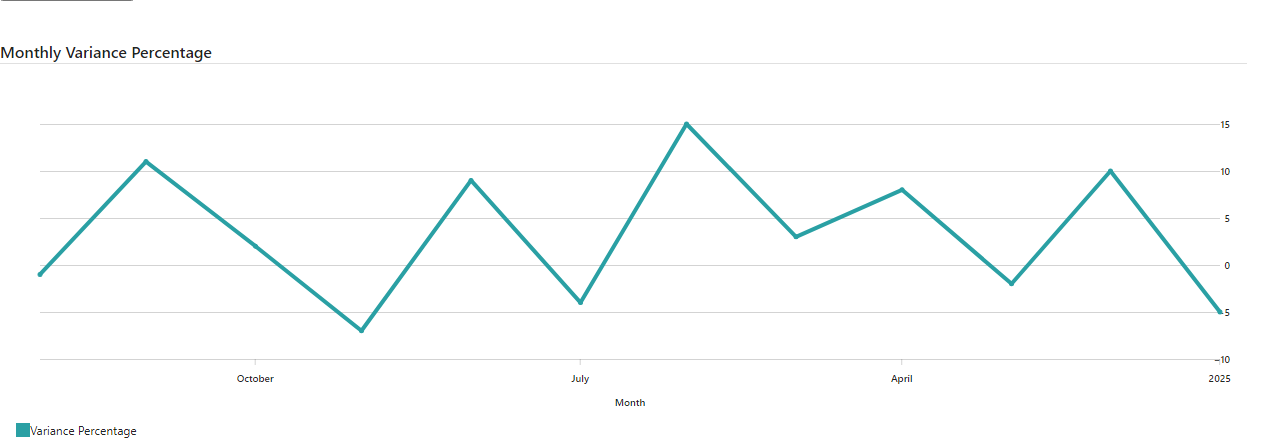 Monthly Variance Percentage
15
10
5
0
−5
−10
October
July
April
2025
Month
Variance Percentage